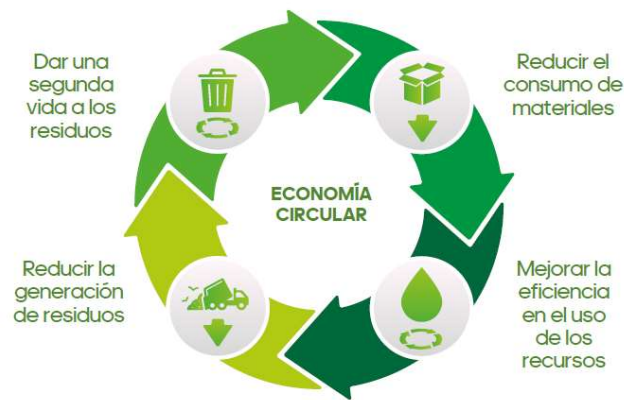 Dar una
segunda
vida a los
residuos
Reducir el
consumo de
materiales
ECONOMÍA
CIRCULAR
Reducir la
generación
de residuos
Mejorar la
eficiencia
en el uso
de los
recursos